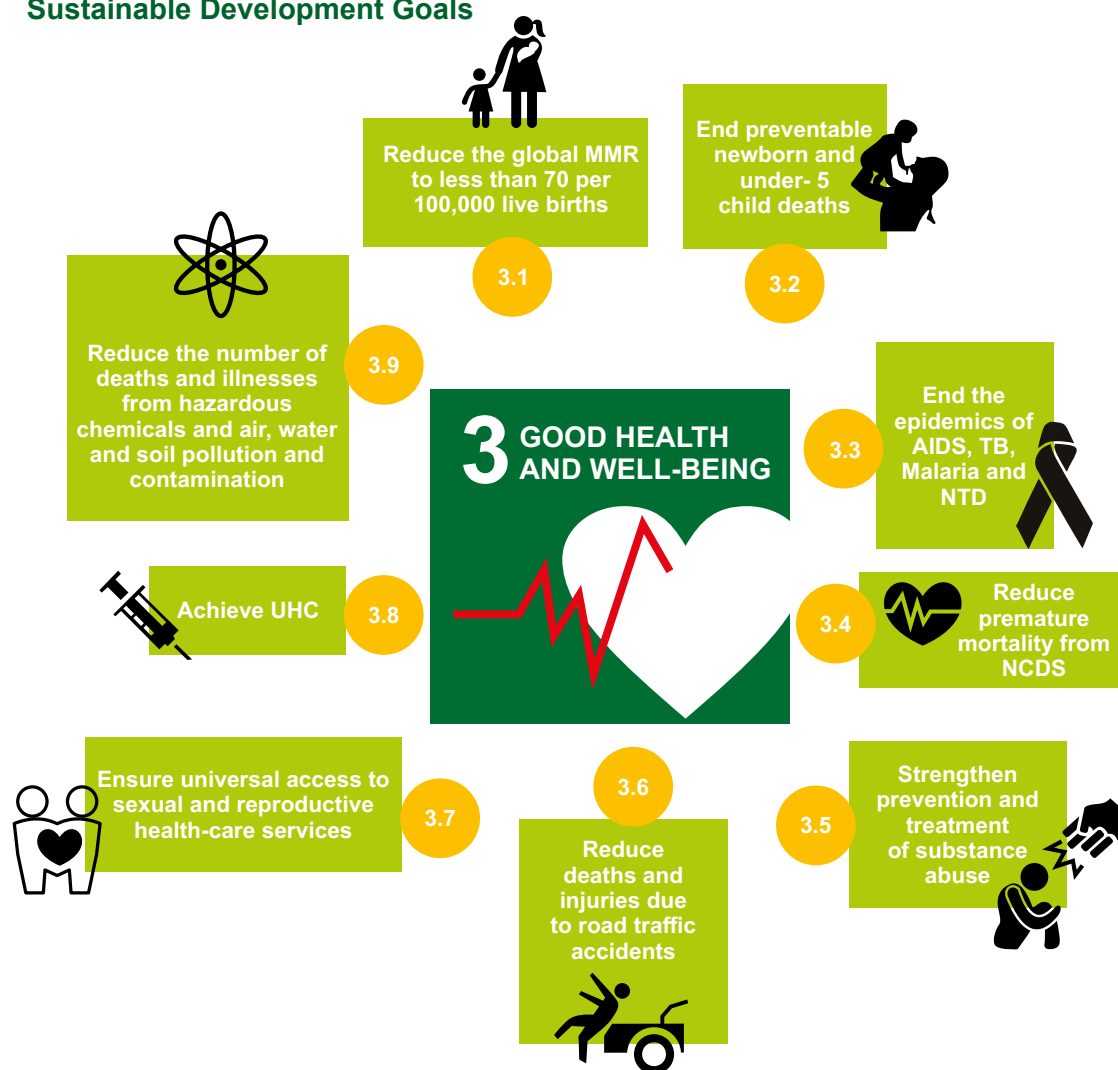 Sustainable Development Goals
Reduce the global MMR
to less than 70 per
100,000 live births
3.1
End preventable
newborn and
under- 5
child deaths
3.2
End the
epidemics of
AIDS, TB,
Malaria and
NTD
3.3
Reduce
premature
mortality from
NCDS
3.4
Strengthen
prevention and
treatment
of substance
abuse
3.5
3.6
Reduce
deaths and
injuries due
to road traffic
accidents
Ensure universal access to
sexual and reproductive
health-care services
3.7
Achieve UHC
3.8
Reduce the number of
deaths and illnesses
from hazardous
chemicals and air, water
and soil pollution and
contamination
3.9
3 GOOD HEALTH
AND WELL-BEING